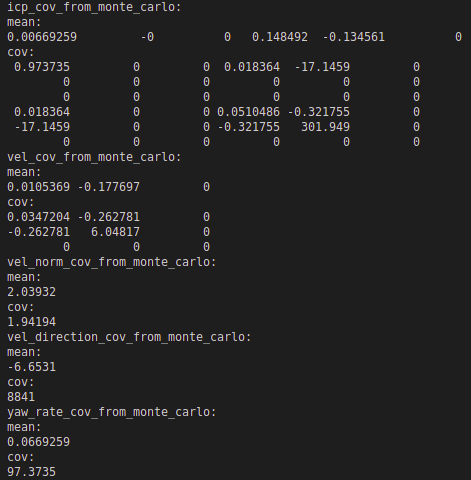 icp_cov_from_monte_carlo:
mean:
0.00669259 -0 0 0.148492 -0.134561 0
cov:
0.973735 0 0 0.018364 -17.1459 0
0 0 0 0 0 0
0 0 0 0 0 0
0.018364 0 0 0.0510486 -0.321755 0
-17.1459 0 0 -0.321755 301.949 0
0 0 0 0 0 0
vel_cov_from_monte_carlo:
mean:
0.0105369 -0.177697 0
cov:
0.0347204 -0.262781 0
-0.262781 6.04817 0
0 0 0
vel_norm_cov_from_monte_carlo:
mean:
2.03932
cov:
1.94194
vel_direction_cov_from_monte_carlo:
mean:
-6.6531
cov:
8841
yaw_rate_cov_from_monte_carlo:
mean:
0.0669259
cov:
97.3735